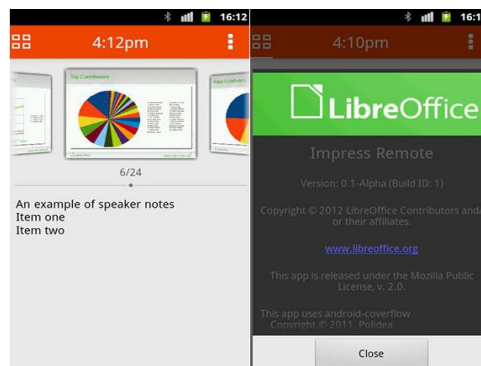 16:12
4:12pm
Top Contributors
6/24
An example of speaker notes
Item one
Item two
16:1
4:10pm
LibreOffice
Impress Remote
Version: 0.1-Alpha (Build ID: 1)
Copyright © 2012 LibreOffice Contributors and/
or their affiliates.
www.libreoffice.org
This app is released under the Mozilla Public
License, v. 2.0.
This app uses android-coverflow
Copyright © 2011, Polidea
Close